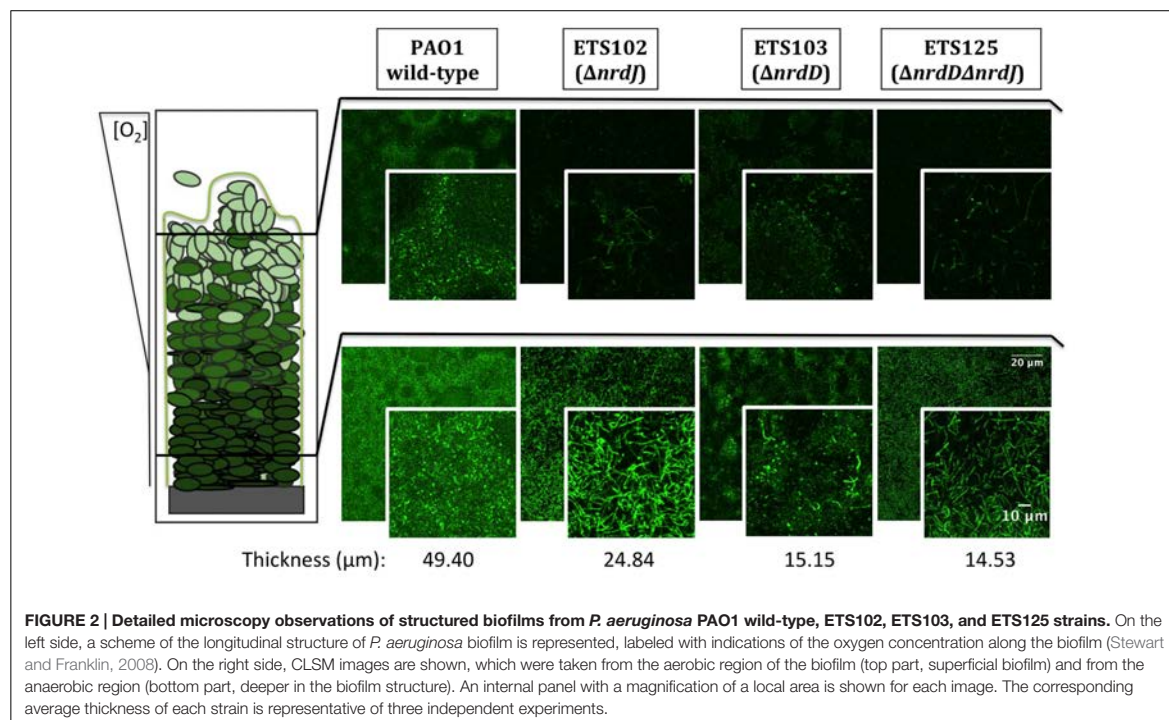 PAO1
wild-type
ETS102
(ΔnrdJ)
ETS103
(ΔnrdD)
ETS125
(ΔnrdDΔnrdJ)
[O₂]
20 µm
10 µm
Thickness (µm): 49.40 24.84 15.15 14.53
FIGURE 2 | Detailed microscopy observations of structured biofilms from P. aeruginosa PAO1 wild-type, ETS102, ETS103, and ETS125 strains. On the
left side, a scheme of the longitudinal structure of P. aeruginosa biofilm is represented, labeled with indications of the oxygen concentration along the biofilm (Stewart
and Franklin, 2008). On the right side, CLSM images are shown, which were taken from the aerobic region of the biofilm (top part, superficial biofilm) and from the
anaerobic region (bottom part, deeper in the biofilm structure). An internal panel with a magnification of a local area is shown for each image. The corresponding
average thickness of each strain is representative of three independent experiments.